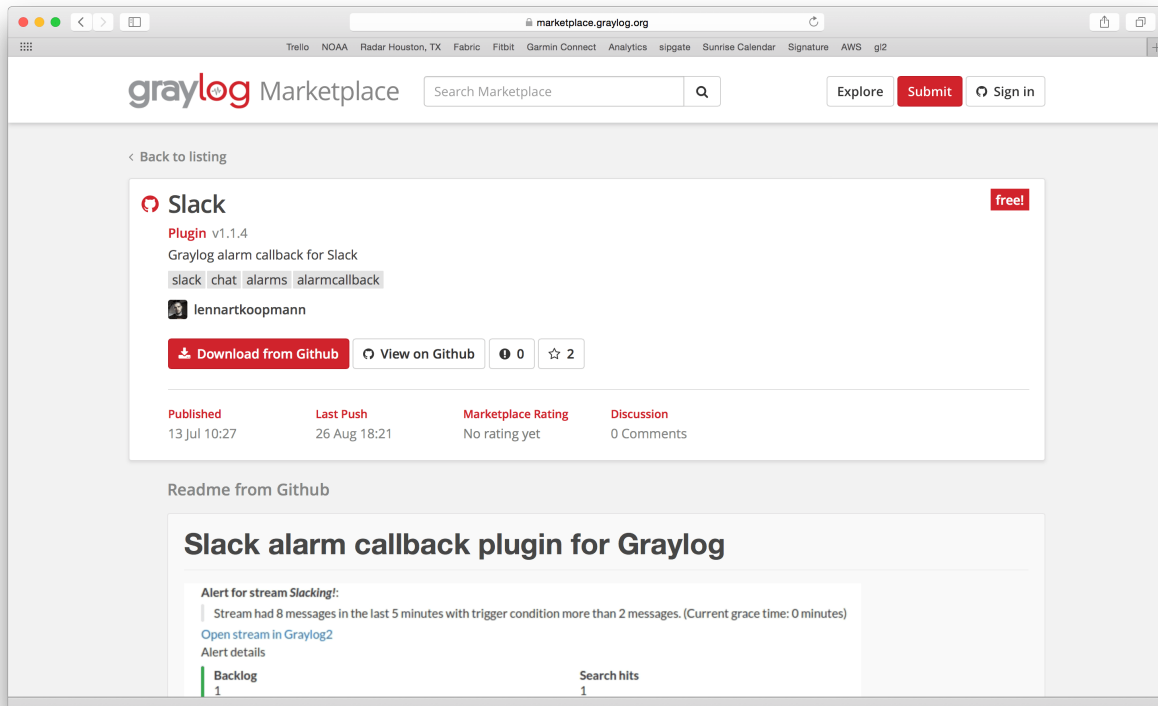 marketplace.graylog.org
Trello NOAA Radar Houston, TX Fabric Fitbit Garmin Connect Analytics sipgate Sunrise Calendar Signature AWS gl2
graylog Marketplace Search Marketplace Explore Submit Sign in
Back to listing
Slack free!
Plugin v1.1.4
Graylog alarm callback for Slack
slack chat alarms alarmcallback
lennartkoopmann
Download from Github View on Github 0 2
Published Last Push Marketplace Rating Discussion
13 Jul 10:27 26 Aug 18:21 No rating yet 0 Comments
Readme from Github
Slack alarm callback plugin for Graylog
Alert for stream Slacking!:
Stream had 8 messages in the last 5 minutes with trigger condition more than 2 messages. (Current grace time: 0 minutes)
Open stream in Graylog2
Alert details
Backlog Search hits
1 1